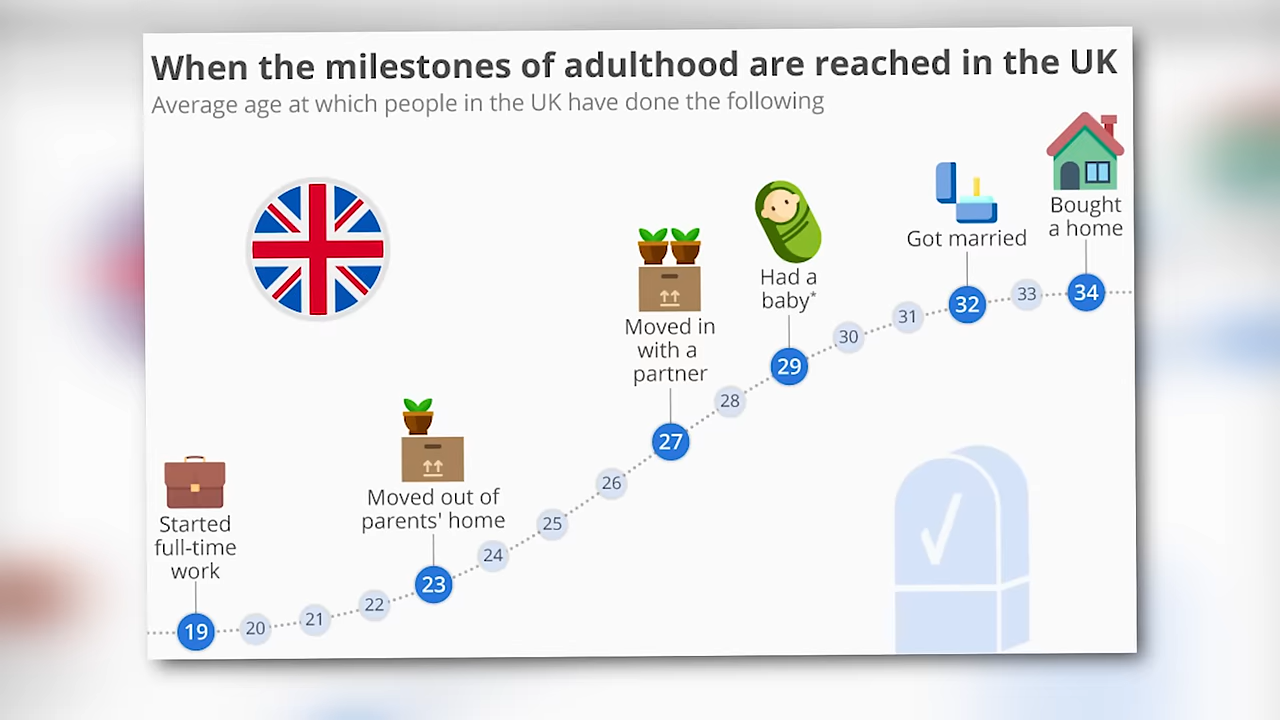 When the milestones of adulthood are reached in the UK
Average age at which people in the UK have done the following
Bought
a home
Got married
Had a
baby*
Moved in
with a
partner
Moved out of
parents' home
Started
full-time
work
19
20
21
22
23
24
25
26
27
28
29
30
31
32
33
34